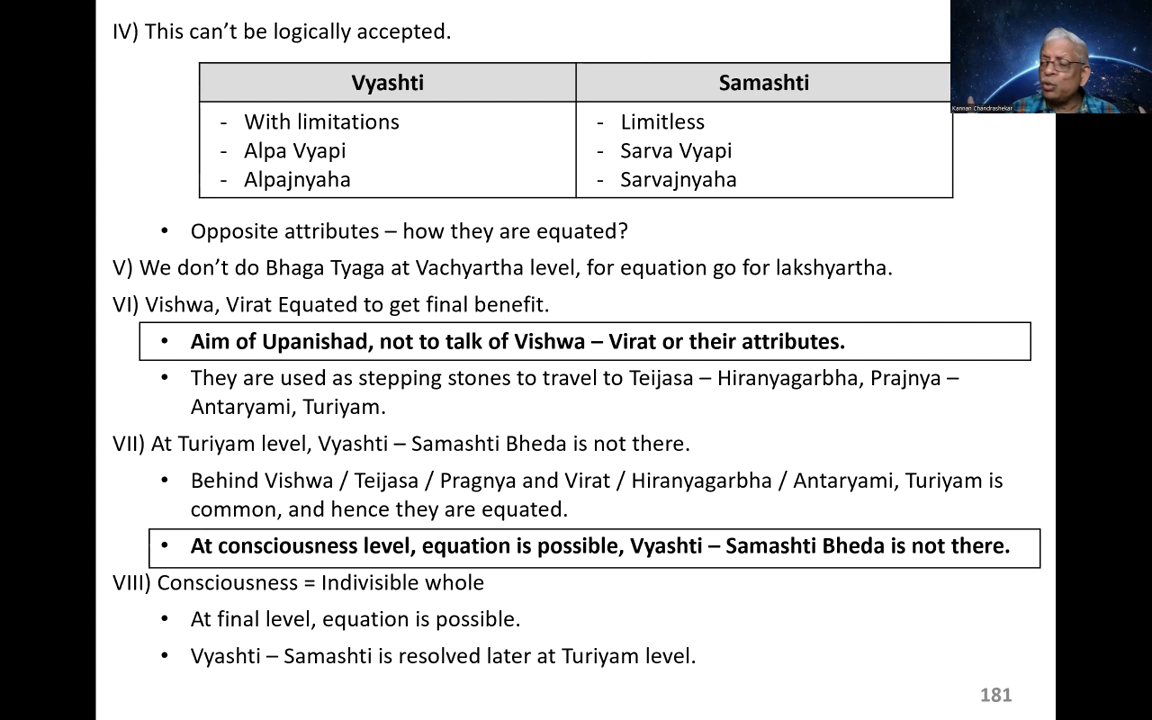 IV) This can’t be logically accepted.
Vyashti
Samashti
- With limitations
- Alpa Vyapi
- Alpajnyaha
- Limitless
- Sarva Vyapi
- Sarvajnyaha
Kannan Chandrashekar
• Opposite attributes – how they are equated?
V) We don’t do Bhaga Tyaga at Vachyartha level, for equation go for lakshyartha.
VI) Vishwa, Virat Equated to get final benefit.
• Aim of Upanishad, not to talk of Vishwa – Virat or their attributes.
• They are used as stepping stones to travel to Teijasa – Hiranyagarbha, Prajnya –
Antaryami, Turiyam.
VII) At Turiyam level, Vyashti – Samashti Bheda is not there.
• Behind Vishwa / Teijasa / Pragnya and Virat / Hiranyagarbha / Antaryami, Turiyam is
common, and hence they are equated.
• At consciousness level, equation is possible, Vyashti – Samashti Bheda is not there.
VIII) Consciousness = Indivisible whole
• At final level, equation is possible.
• Vyashti – Samashti is resolved later at Turiyam level.
181